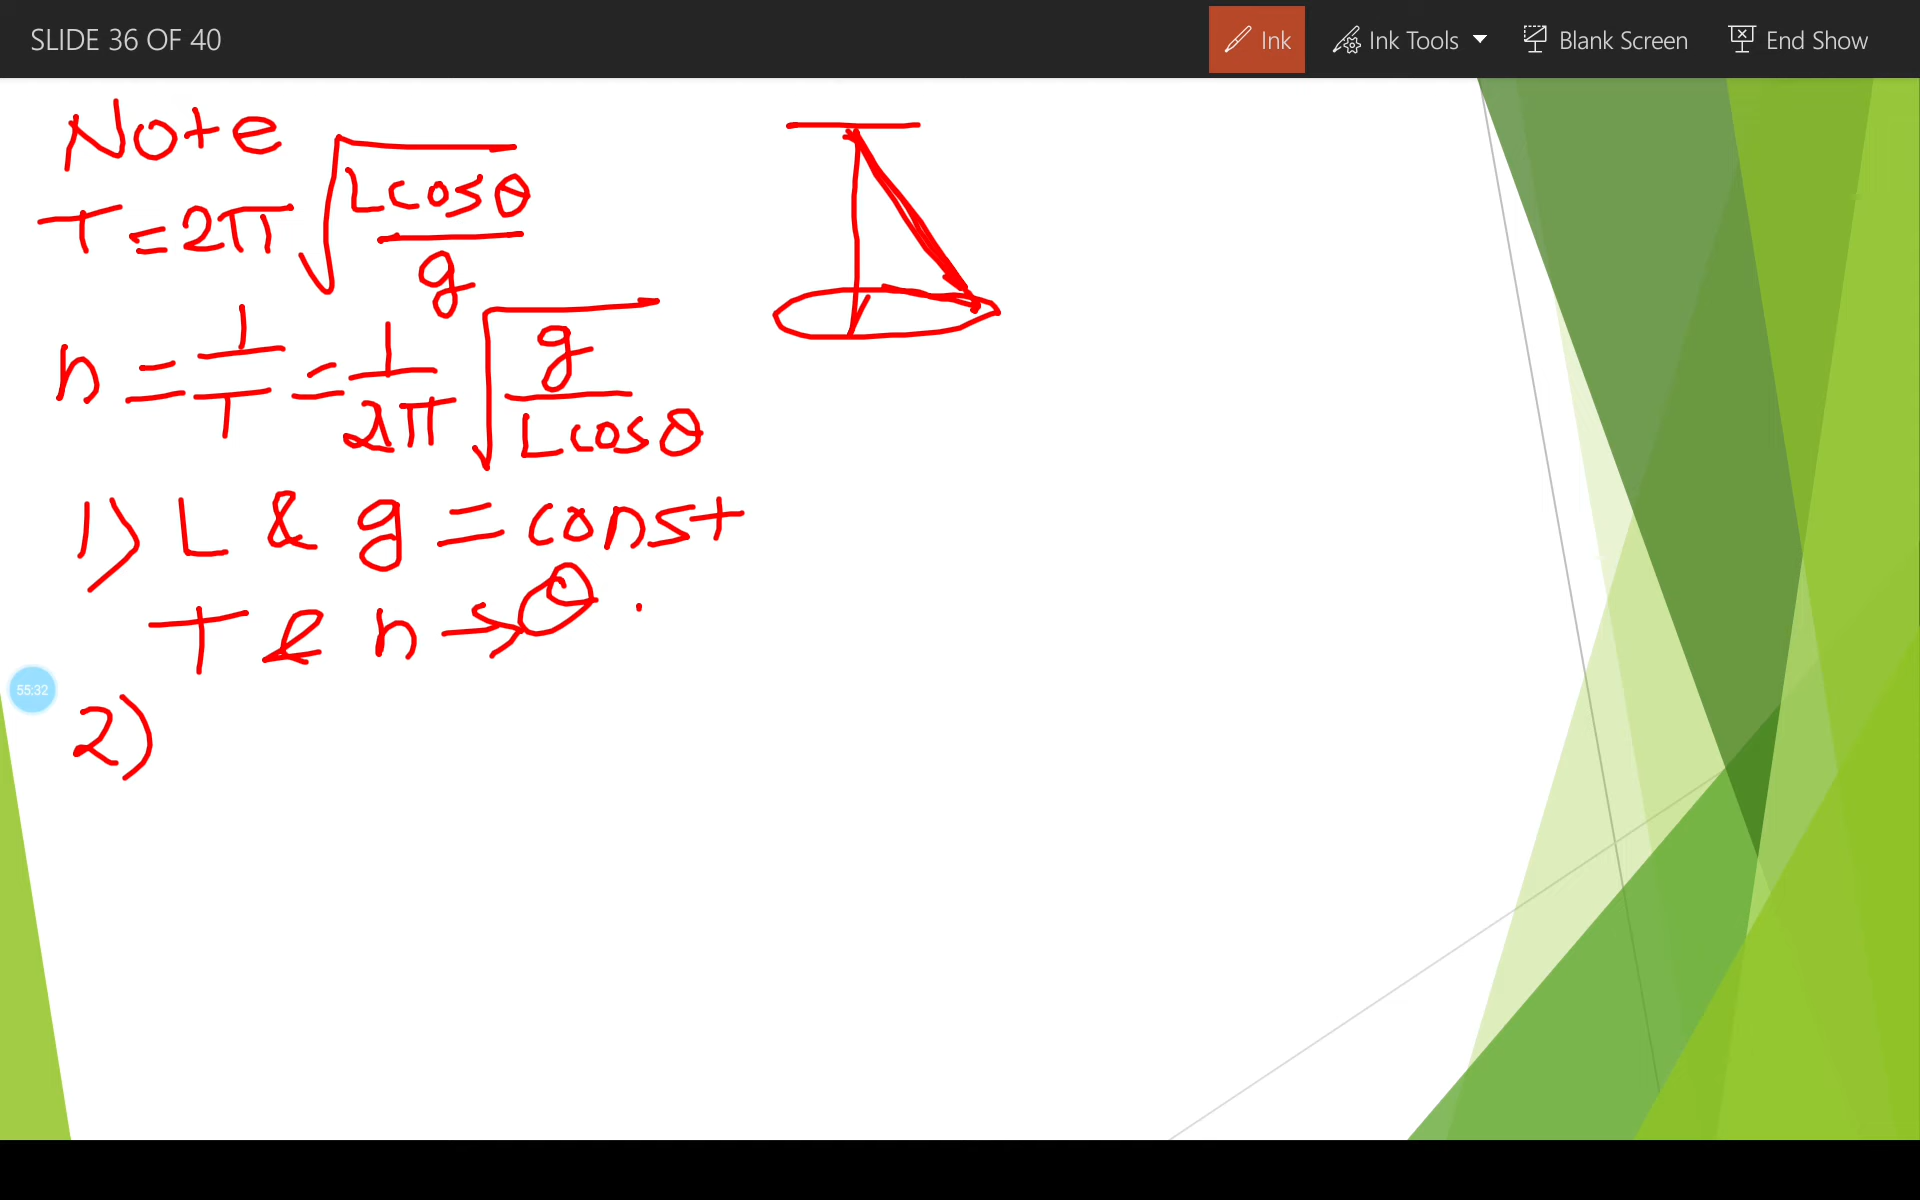 SLIDE 36 OF 40
Ink
Ink Tools
Blank Screen
End Show
Note
T = 2π √(Lcosθ / g)
n = 1/T = 1/2π √(g / Lcosθ)
1) L & g = const
T & n → θ .
55:32
2)